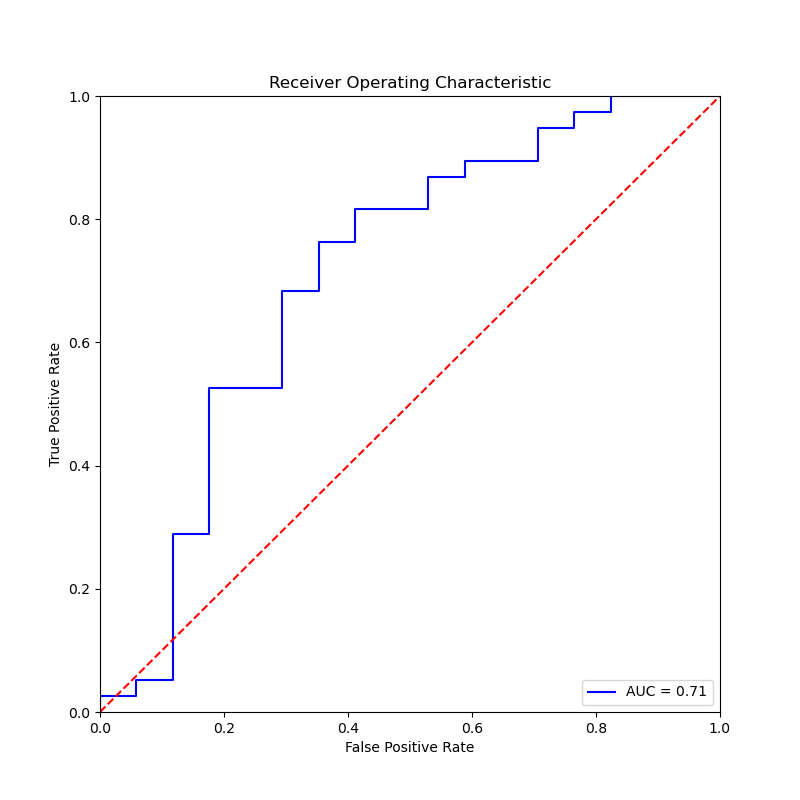 Receiver Operating Characteristic
True Positive Rate
1.0
0.8
0.6
0.4
0.2
0.0
AUC = 0.71
0.0 0.2 0.4 0.6 0.8 1.0
False Positive Rate